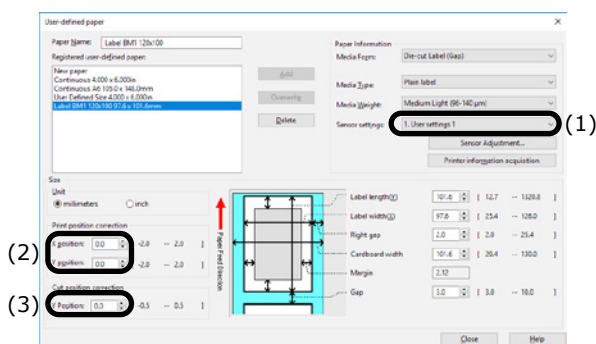 User-defined paper
Paper Name: Label BM1 120x100
Registered user-defined paper:
New paper
Continuous 4.000 x 6.000in
Continuous A6 105.0 x 148.0mm
User Defined Size 4.000 x 6.000in
Label BM1 120x100 97.6 x 101.6mm
Add
Overwrite
Delete
Paper Information
Media Form: Die-cut Label (Gap)
Media Type: Plain label
Media Weight: Medium Light (96-140 µm)
Sensor settings: 1. User settings 1
(1)
Sensor Adjustment...
Printer information acquisition
Size
Unit
millimeters inch
Print position correction
(2)
X position: 0.0 -2.0 -- 2.0 ]
Y position: 0.0 -2.0 -- 2.0 ]
Cut position correction
(3)
Y Position: 0.0 -0.5 -- 0.5 ]
Paper Feed Direction
Label length(Y) 101.6 [ 12.7 -- 1320.8 ]
Label width(X) 97.6 [ 25.4 -- 126.0 ]
Right gap 2.0 [ 2.0 -- 25.4 ]
Cardboard width 101.6 [ 20.4 -- 130.0 ]
Margin 2.12
Gap 3.0 [ 3.0 -- 10.0 ]
Close Help